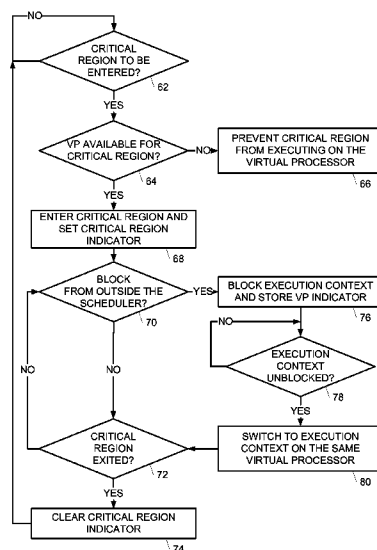 NO
CRITICAL
REGION TO BE
ENTERED?
62
YES
VP AVAILABLE FOR
CRITICAL REGION?
64
NO
PREVENT CRITICAL REGION
FROM EXECUTING ON THE
VIRTUAL PROCESSOR
66
YES
ENTER CRITICAL REGION AND
SET CRITICAL REGION
INDICATOR
68
BLOCK
FROM OUTSIDE THE
SCHEDULER?
70
YES
BLOCK EXECUTION CONTEXT
AND STORE VP INDICATOR
76
NO
EXECUTION
CONTEXT
UNBLOCKED?
78
NO
NO
YES
SWITCH TO EXECUTION
CONTEXT ON THE SAME
VIRTUAL PROCESSOR
80
CRITICAL
REGION
EXITED?
72
YES
CLEAR CRITICAL REGION
INDICATOR
74